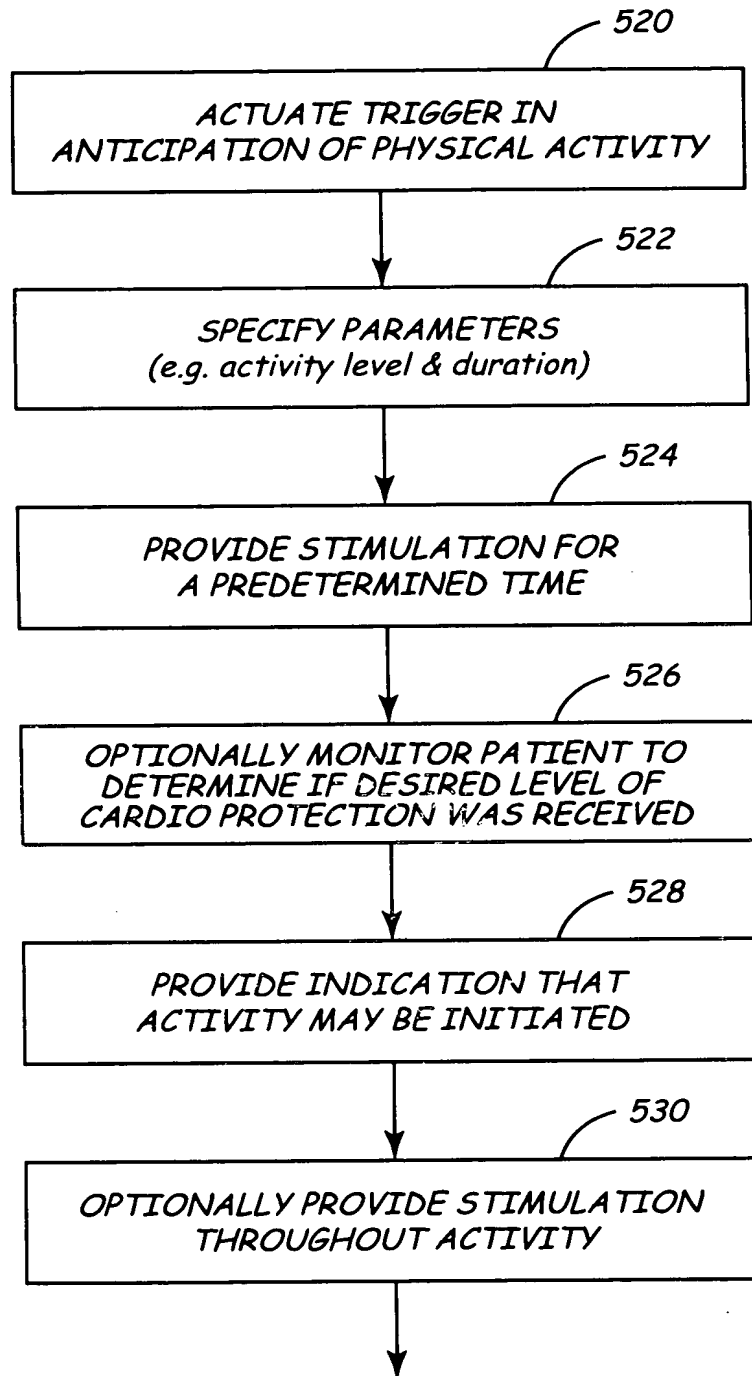 520
ACTUATE TRIGGER IN
ANTICIPATION OF PHYSICAL ACTIVITY
522
SPECIFY PARAMETERS
(e.g. activity level & duration)
524
PROVIDE STIMULATION FOR
A PREDETERMINED TIME
526
OPTIONALLY MONITOR PATIENT TO
DETERMINE IF DESIRED LEVEL OF
CARDIO PROTECTION WAS RECEIVED
528
PROVIDE INDICATION THAT
ACTIVITY MAY BE INITIATED
530
OPTIONALLY PROVIDE STIMULATION
THROUGHOUT ACTIVITY